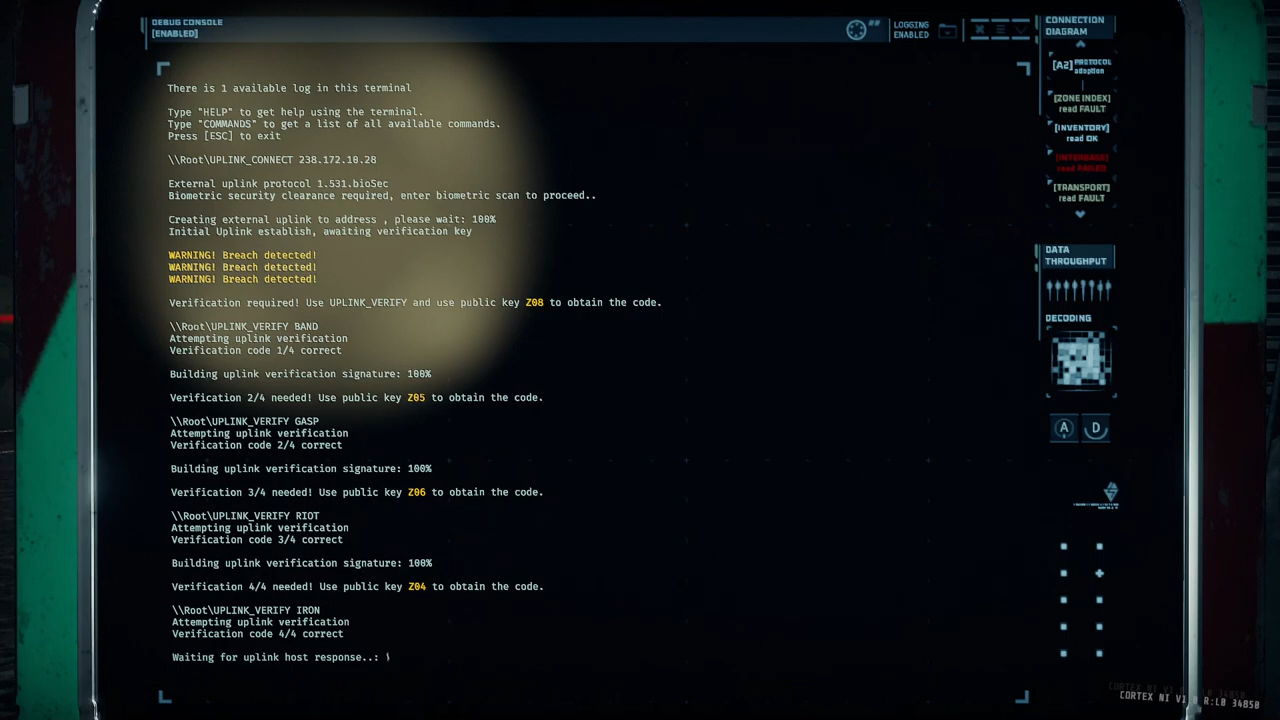 DEBUG CONSOLE
[ENABLED]
LOGGING
ENABLED
There is 1 available log in this terminal
Type "HELP" to get help using the terminal.
Type "COMMANDS" to get a list of all available commands.
Press [ESC] to exit
\\Root\UPLINK_CONNECT 238.172.10.28
External uplink protocol 1.531.bioSec
Biometric security clearance required, enter biometric scan to proceed..
Creating external uplink to address , please wait: 100%
Initial Uplink establish, awaiting verification key
WARNING! Breach detected!
WARNING! Breach detected!
WARNING! Breach detected!
Verification required! Use UPLINK_VERIFY and use public key Z08 to obtain the code.
\\Root\UPLINK_VERIFY BAND
Attempting uplink verification
Verification code 1/4 correct
Building uplink verification signature: 100%
Verification 2/4 needed! Use public key Z05 to obtain the code.
\\Root\UPLINK_VERIFY GASP
Attempting uplink verification
Verification code 2/4 correct
Building uplink verification signature: 100%
Verification 3/4 needed! Use public key Z06 to obtain the code.
\\Root\UPLINK_VERIFY RIOT
Attempting uplink verification
Verification code 3/4 correct
Building uplink verification signature: 100%
Verification 4/4 needed! Use public key Z04 to obtain the code.
\\Root\UPLINK_VERIFY IRON
Attempting uplink verification
Verification code 4/4 correct
Waiting for uplink host response..: \
CONNECTION
DIAGRAM
[A2] PROTOCOL
adoption
[ZONE INDEX]
read FAULT
[INVENTORY]
read OK
[INTERBASE]
read FAILED
[TRANSPORT]
read FAULT
DATA
THROUGHPUT
DECODING
A D
CORTEX NI V1 0 R:L0 34850